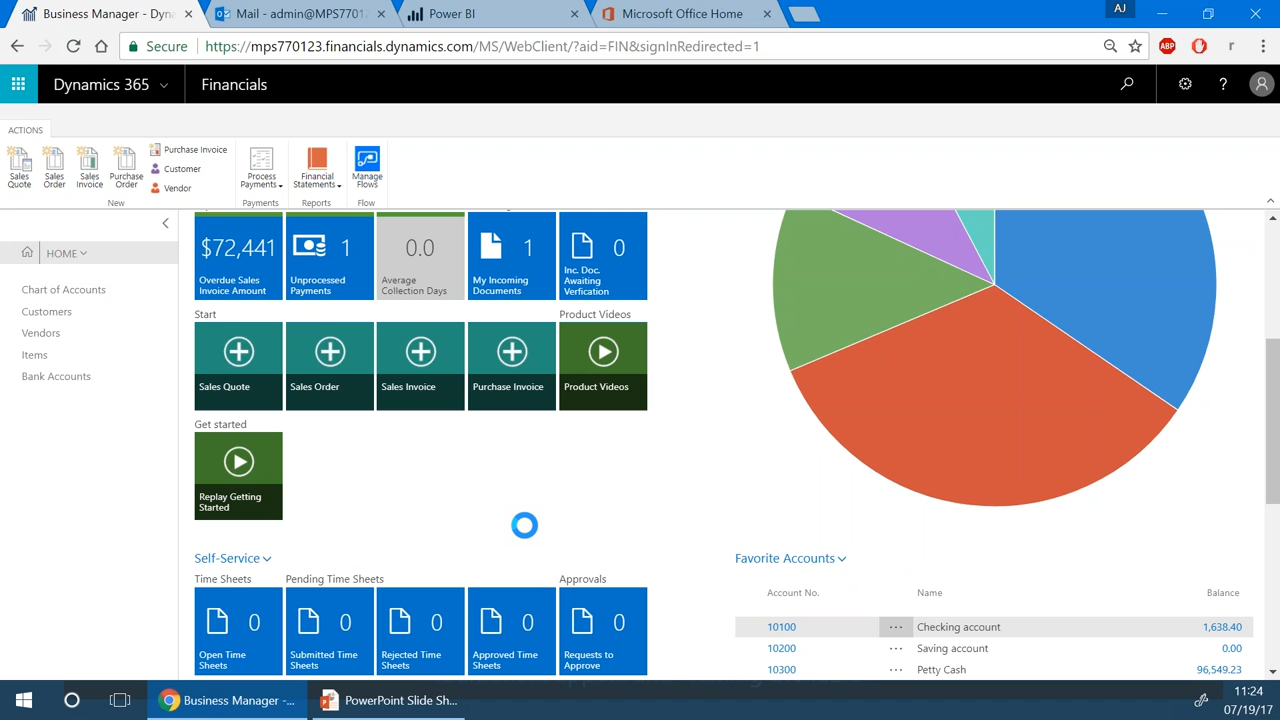 Business Manager - Dyna
Mail - admin@MPS7701
Power BI
Microsoft Office Home
AJ
Secure
https://mps770123.financials.dynamics.com/MS/WebClient/?aid=FIN&signInRedirected=1
ABP
r
Dynamics 365
Financials
?
ACTIONS
Sales Quote
Sales Order
Sales Invoice
Purchase Order
Purchase Invoice
Customer
Vendor
Process Payments
Financial Statements
Manage Flows
New
Payments
Reports
Flow
HOME
Chart of Accounts
Customers
Vendors
Items
Bank Accounts
$72,441
Overdue Sales Invoice Amount
1
Unprocessed Payments
0.0
Average Collection Days
1
My Incoming Documents
0
Inc. Doc. Awaiting Verfication
Start
Product Videos
Sales Quote
Sales Order
Sales Invoice
Purchase Invoice
Product Videos
Get started
Replay Getting Started
Self-Service
Time Sheets
Pending Time Sheets
Approvals
0
Open Time Sheets
0
Submitted Time Sheets
0
Rejected Time Sheets
0
Approved Time Sheets
0
Requests to Approve
Favorite Accounts
Account No.
Name
Balance
10100
Checking account
1,638.40
10200
Saving account
0.00
10300
Petty Cash
96,549.23
Business Manager -...
PowerPoint Slide Sh...
11:24
07/19/17